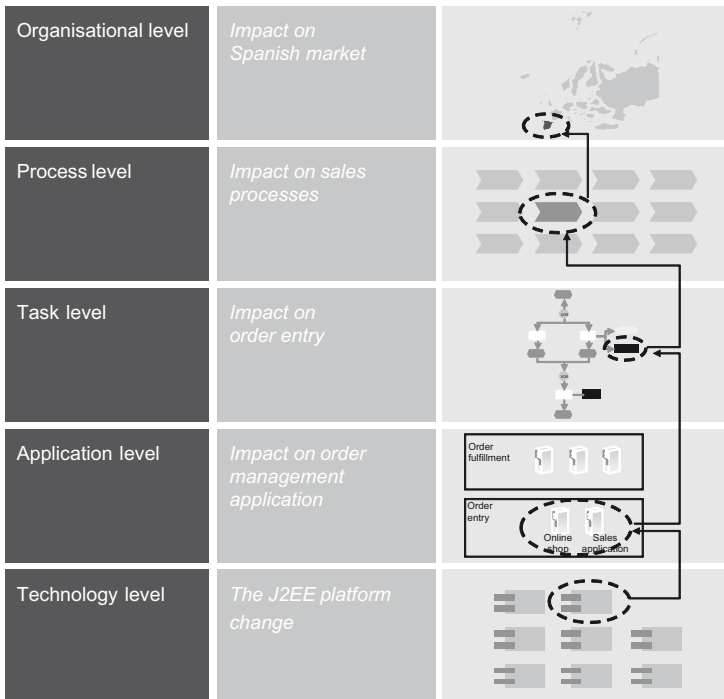 Organisational level
Impact on
Spanish market
Process level
Impact on sales
processes
Task level
Impact on
order entry
XOR
XOR
Application level
Impact on order
management
application
Order
fulfillment
Order
entry
Online
shop
Sales
application
Technology level
The J2EE platform
change